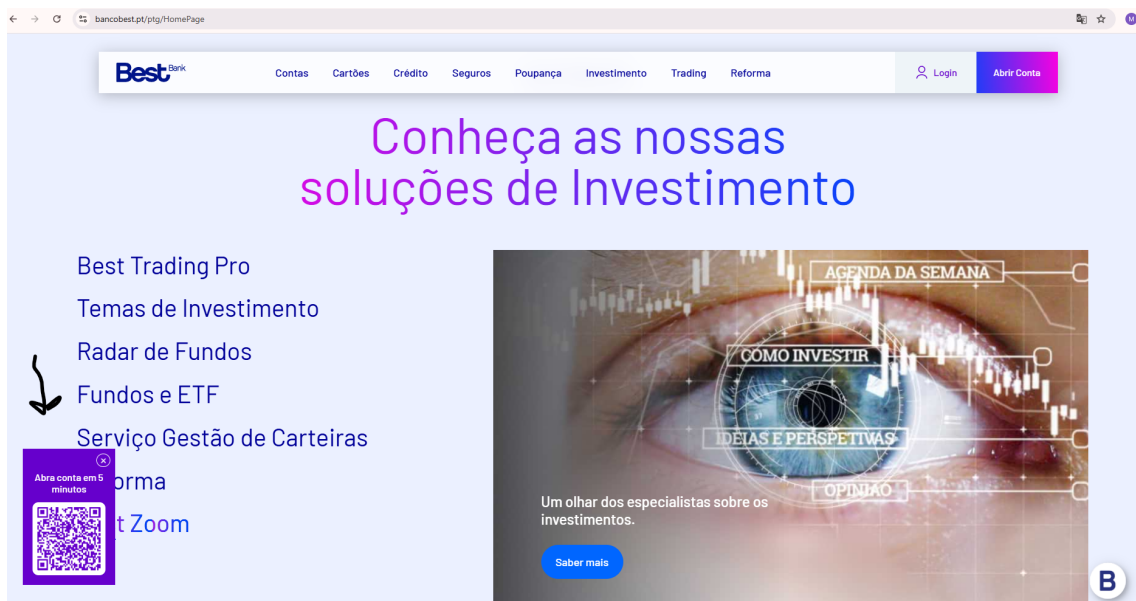 bancobest.pt/ptg/HomePage
M
Best Bank
Contas Cartões Crédito Seguros Poupança Investimento Trading Reforma
Login Abrir Conta
Conheça as nossas
soluções de Investimento
Best Trading Pro
Temas de Investimento
Radar de Fundos
Fundos e ETF
Serviço Gestão de Carteiras
orma
t Zoom
Abra conta em 5
minutos
AGENDA DA SEMANA
COMO INVESTIR
IDEIAS E PERSPETIVAS
OPINIÃO
Um olhar dos especialistas sobre os
investimentos.
Saber mais
B